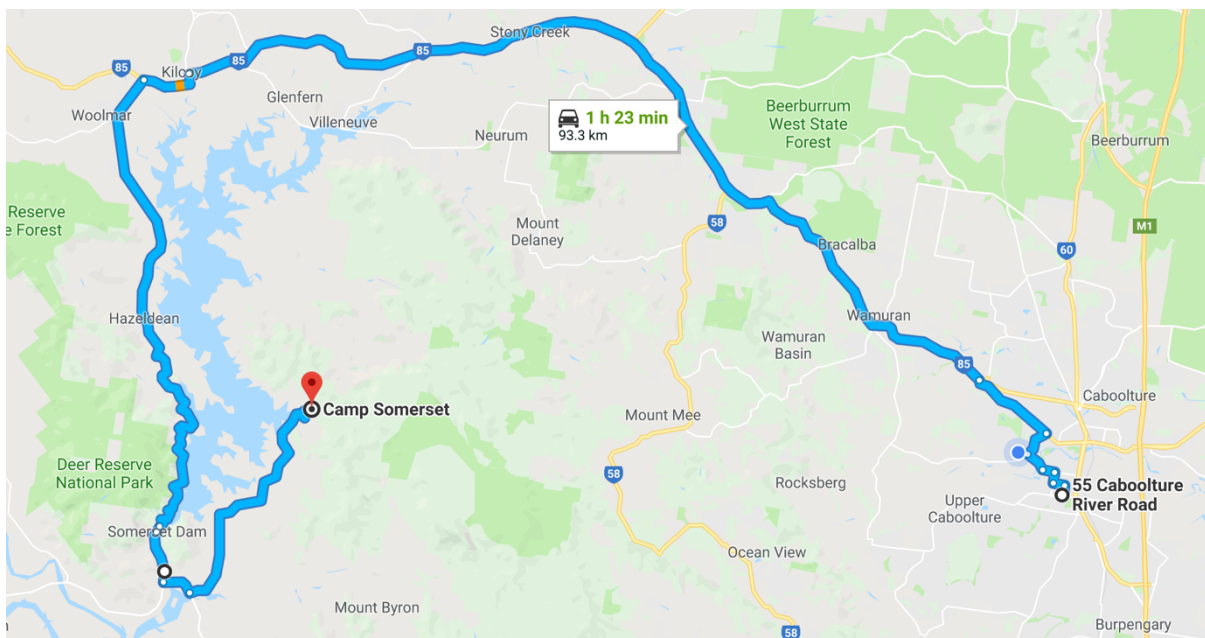 Stony Creek
85
85
85
Kilcoy
Woolmar
Glenfern
Villeneuve
1 h 23 min
93.3 km
Neurum
Beerburrum
West State
Forest
Beerburrum
Reserve
e Forest
Mount
Delaney
58
Bracalba
M1
60
Hazeldean
Wamuran
Wamuran
Basin
85
Camp Somerset
Mount Mee
Caboolture
Deer Reserve
National Park
58
Rocksberg
55 Caboolture
River Road
Upper
Caboolture
Somerset Dam
Ocean View
Mount Byron
58
Burpengary